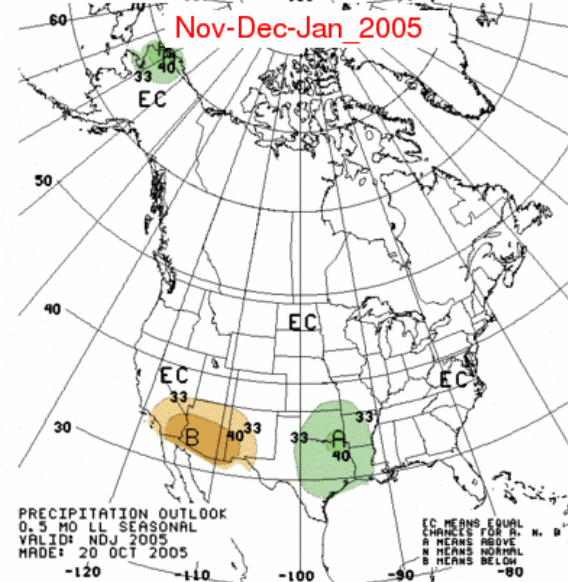 Nov-Dec-Jan_2005
60
A
40
33
EC
50
40
EC
EC
EC
33
33
33
B
40
33
A
40
30
PRECIPITATION OUTLOOK
0.5 MO LL SEASONAL
VALID: NDJ 2005
MADE: 20 OCT 2005
EC MEANS EQUAL
CHANCES FOR A, N, B
A MEANS ABOVE
N MEANS NORMAL
B MEANS BELOW
-120
-110
-100
-90
-80